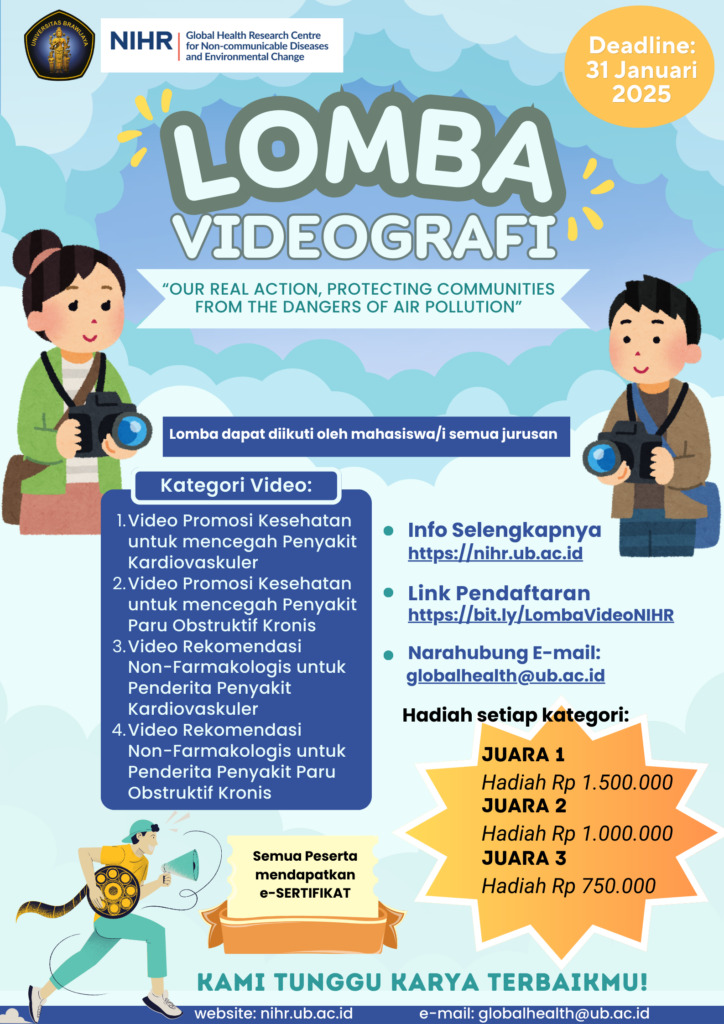 UNIVERSITAS BRAWIJAYA
NIHR
Global Health Research Centre
for Non-communicable Diseases
and Environmental Change
Deadline:
31 Januari
2025
LOMBA
VIDEOGRAFI
“OUR REAL ACTION, PROTECTING COMMUNITIES
FROM THE DANGERS OF AIR POLLUTION”
Lomba dapat diikuti oleh mahasiswa/i semua jurusan
Kategori Video:
1. Video Promosi Kesehatan
untuk mencegah Penyakit
Kardiovaskuler
2. Video Promosi Kesehatan
untuk mencegah Penyakit
Paru Obstruktif Kronis
3. Video Rekomendasi
Non-Farmakologis untuk
Penderita Penyakit
Kardiovaskuler
4. Video Rekomendasi
Non-Farmakologis untuk
Penderita Penyakit Paru
Obstruktif Kronis
Info Selengkapnya
https://nihr.ub.ac.id
Link Pendaftaran
https://bit.ly/LombaVideoNIHR
Narahubung E-mail:
globalhealth@ub.ac.id
Hadiah setiap kategori:
JUARA 1
Hadiah Rp 1.500.000
JUARA 2
Hadiah Rp 1.000.000
JUARA 3
Hadiah Rp 750.000
Semua Peserta
mendapatkan
e-SERTIFIKAT
KAMI TUNGGU KARYA TERBAIKMU!
website: nihr.ub.ac.id
e-mail: globalhealth@ub.ac.id